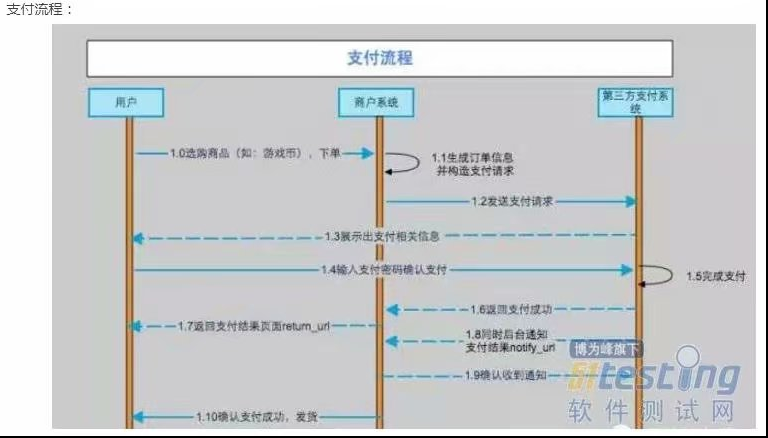 支付流程：
支付流程
用户
商户系统
第三方支付系
统
1.0选购商品（如：游戏币），下单
1.1生成订单信息
并构造支付请求
1.2发送支付请求
1.3展示出支付相关信息
1.4输入支付密码确认支付
1.5完成支付
1.6返回支付成功
1.7返回支付结果页面return_url
1.8同时后台通知
支付结果notify_url
1.9确认收到通知
1.10确认支付成功，发货
博为峰旗下
51testing
软件测试网